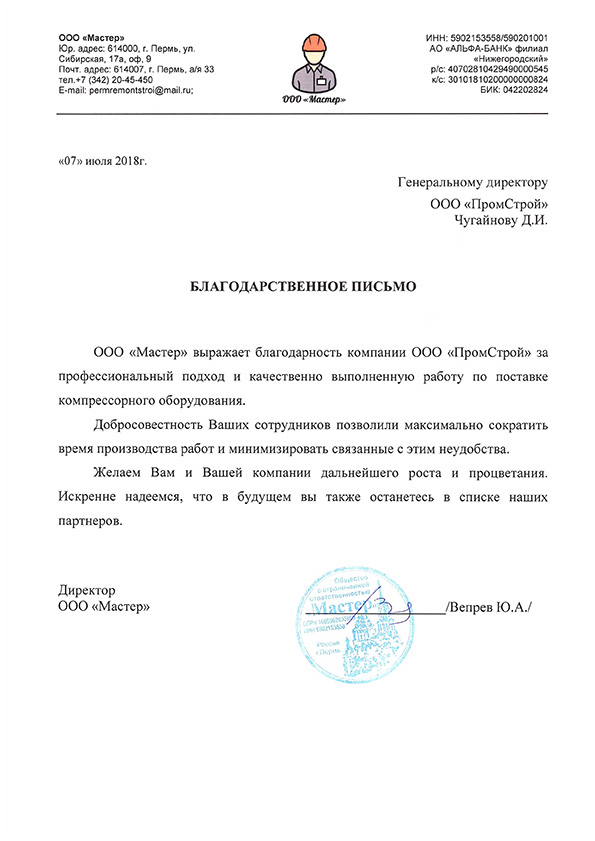 ООО «Мастер»
Юр. адрес: 614000, г. Пермь, ул.
Сибирская, 17а, оф, 9
Почт. адрес: 614007, г. Пермь, а/я 33
тел.+7 (342) 20-45-450
E-mail: permremontstroi@mail.ru;
ООО «Мастер»
ИНН: 5902153558/590201001
АО «АЛЬФА-БАНК» филиал
«Нижегородский»
р/с: 40702810429490000545
к/с: 30101810200000000824
БИК: 042202824
«07» июля 2018г.
Генеральному директору
ООО «ПромСтрой»
Чугайнову Д.И.
БЛАГОДАРСТВЕННОЕ ПИСЬМО
ООО «Мастер» выражает благодарность компании ООО «ПромСтрой» за
профессиональный подход и качественно выполненную работу по поставке
компрессорного оборудования.
Добросовестность Ваших сотрудников позволили максимально сократить
время производства работ и минимизировать связанные с этим неудобства.
Желаем Вам и Вашей компании дальнейшего роста и процветания.
Искренне надеемся, что в будущем вы также останетесь в списке наших
партнеров.
Директор
ООО «Мастер»
/Вепрев Ю.А./
Общество
с ограниченной
ответственностью
"Мастер"
Россия
г.Пермь